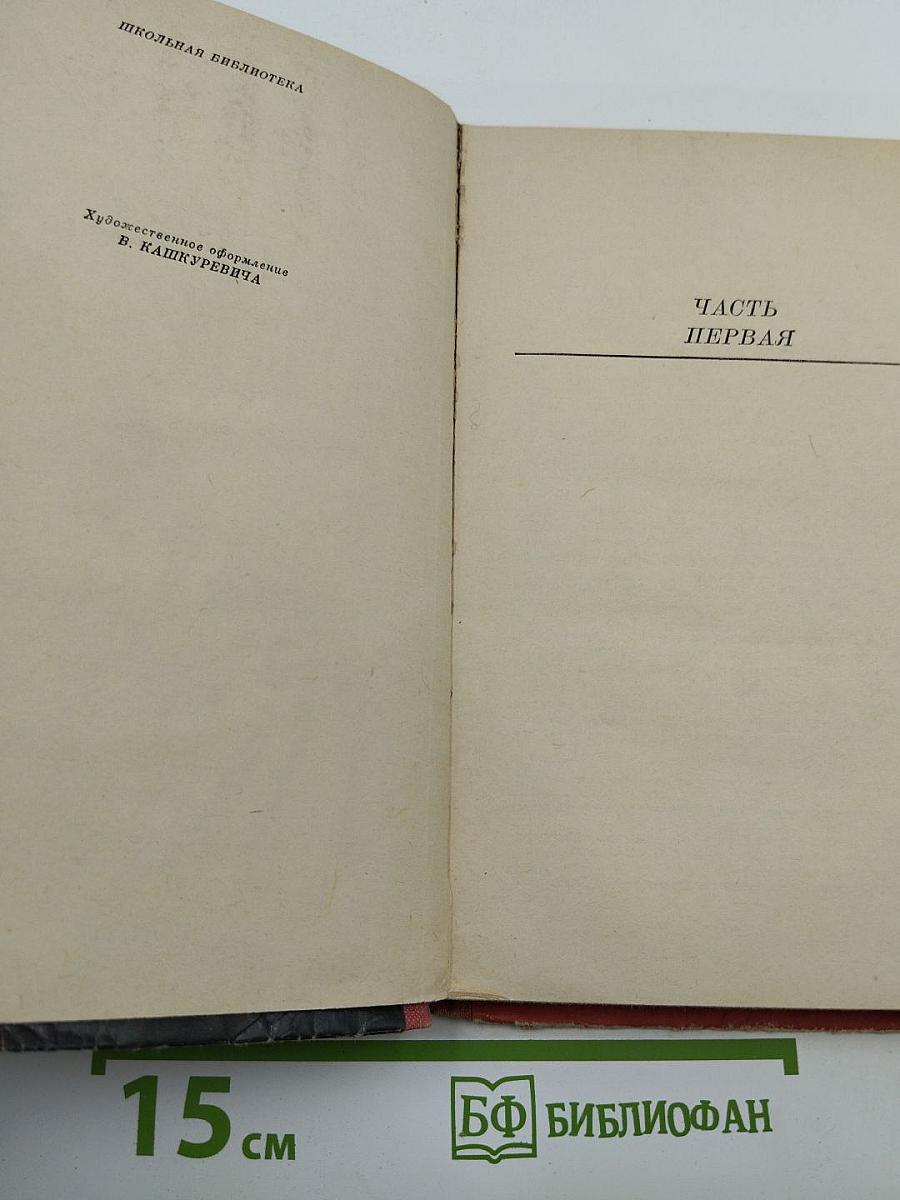 ШКОЛЬНАЯ БИБЛИОТЕКА
Художественное оформление
В. КАШКУРЕВИЧА
ЧАСТЬ
ПЕРВАЯ
15 см
БФ БИБЛИОФАН